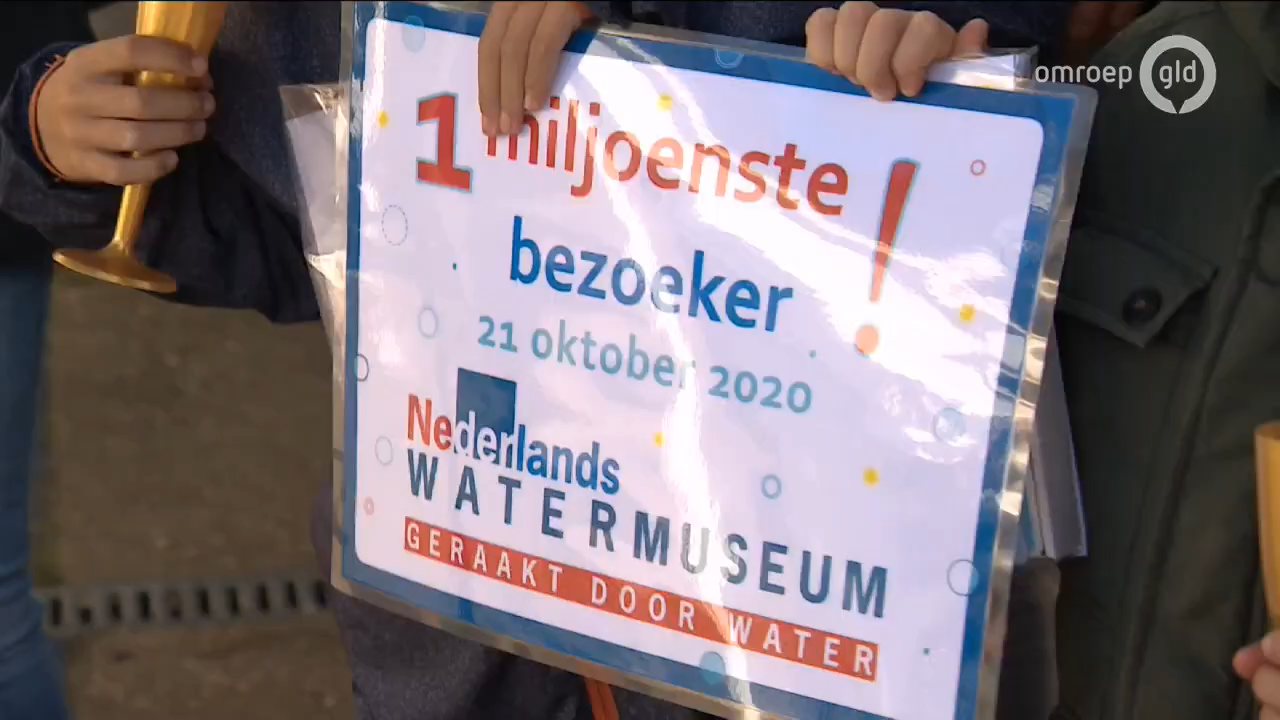 omroep gld
1 miljoenste !
bezoeker
21 oktober 2020
Nederlands
WATERMUSEUM
GERAAKT DOOR WATER